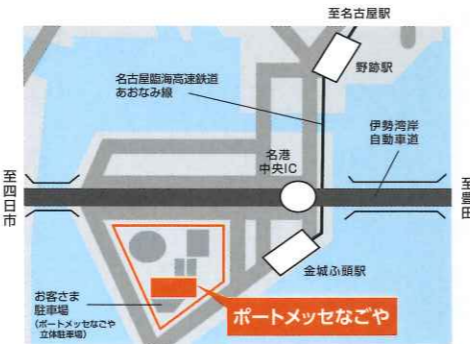 至名古屋駅
野跡駅
名古屋臨海高速鉄道
あおなみ線
伊勢湾岸
自動車道
名港
中央IC
至四日市
至豊田
金城ふ頭駅
お客さま
駐車場
(ポートメッセなごや
立体駐車場)
ポートメッセなごや